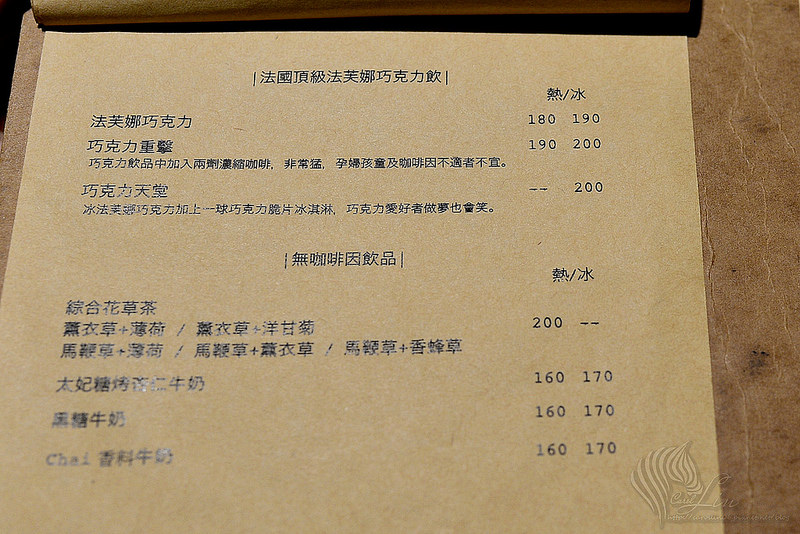 |法國頂級法芙娜巧克力飲|
熱/冰
法芙娜巧克力 180 190
巧克力重擊 190 200
巧克力飲品中加入兩劑濃縮咖啡，非常猛，孕婦孩童及咖啡因不適者不宜。
巧克力天堂 -- 200
冰法芙娜巧克力加上一球巧克力脆片冰淇淋，巧克力愛好者做夢也會笑。
|無咖啡因飲品|
熱/冰
綜合花草茶
薰衣草+薄荷 / 薰衣草+洋甘菊 200 --
馬鞭草+薄荷 / 馬鞭草+薰衣草 / 馬鞭草+香蜂草
太妃糖烤杏仁牛奶 160 170
黑糖牛奶 160 170
Chai 香料牛奶 160 170